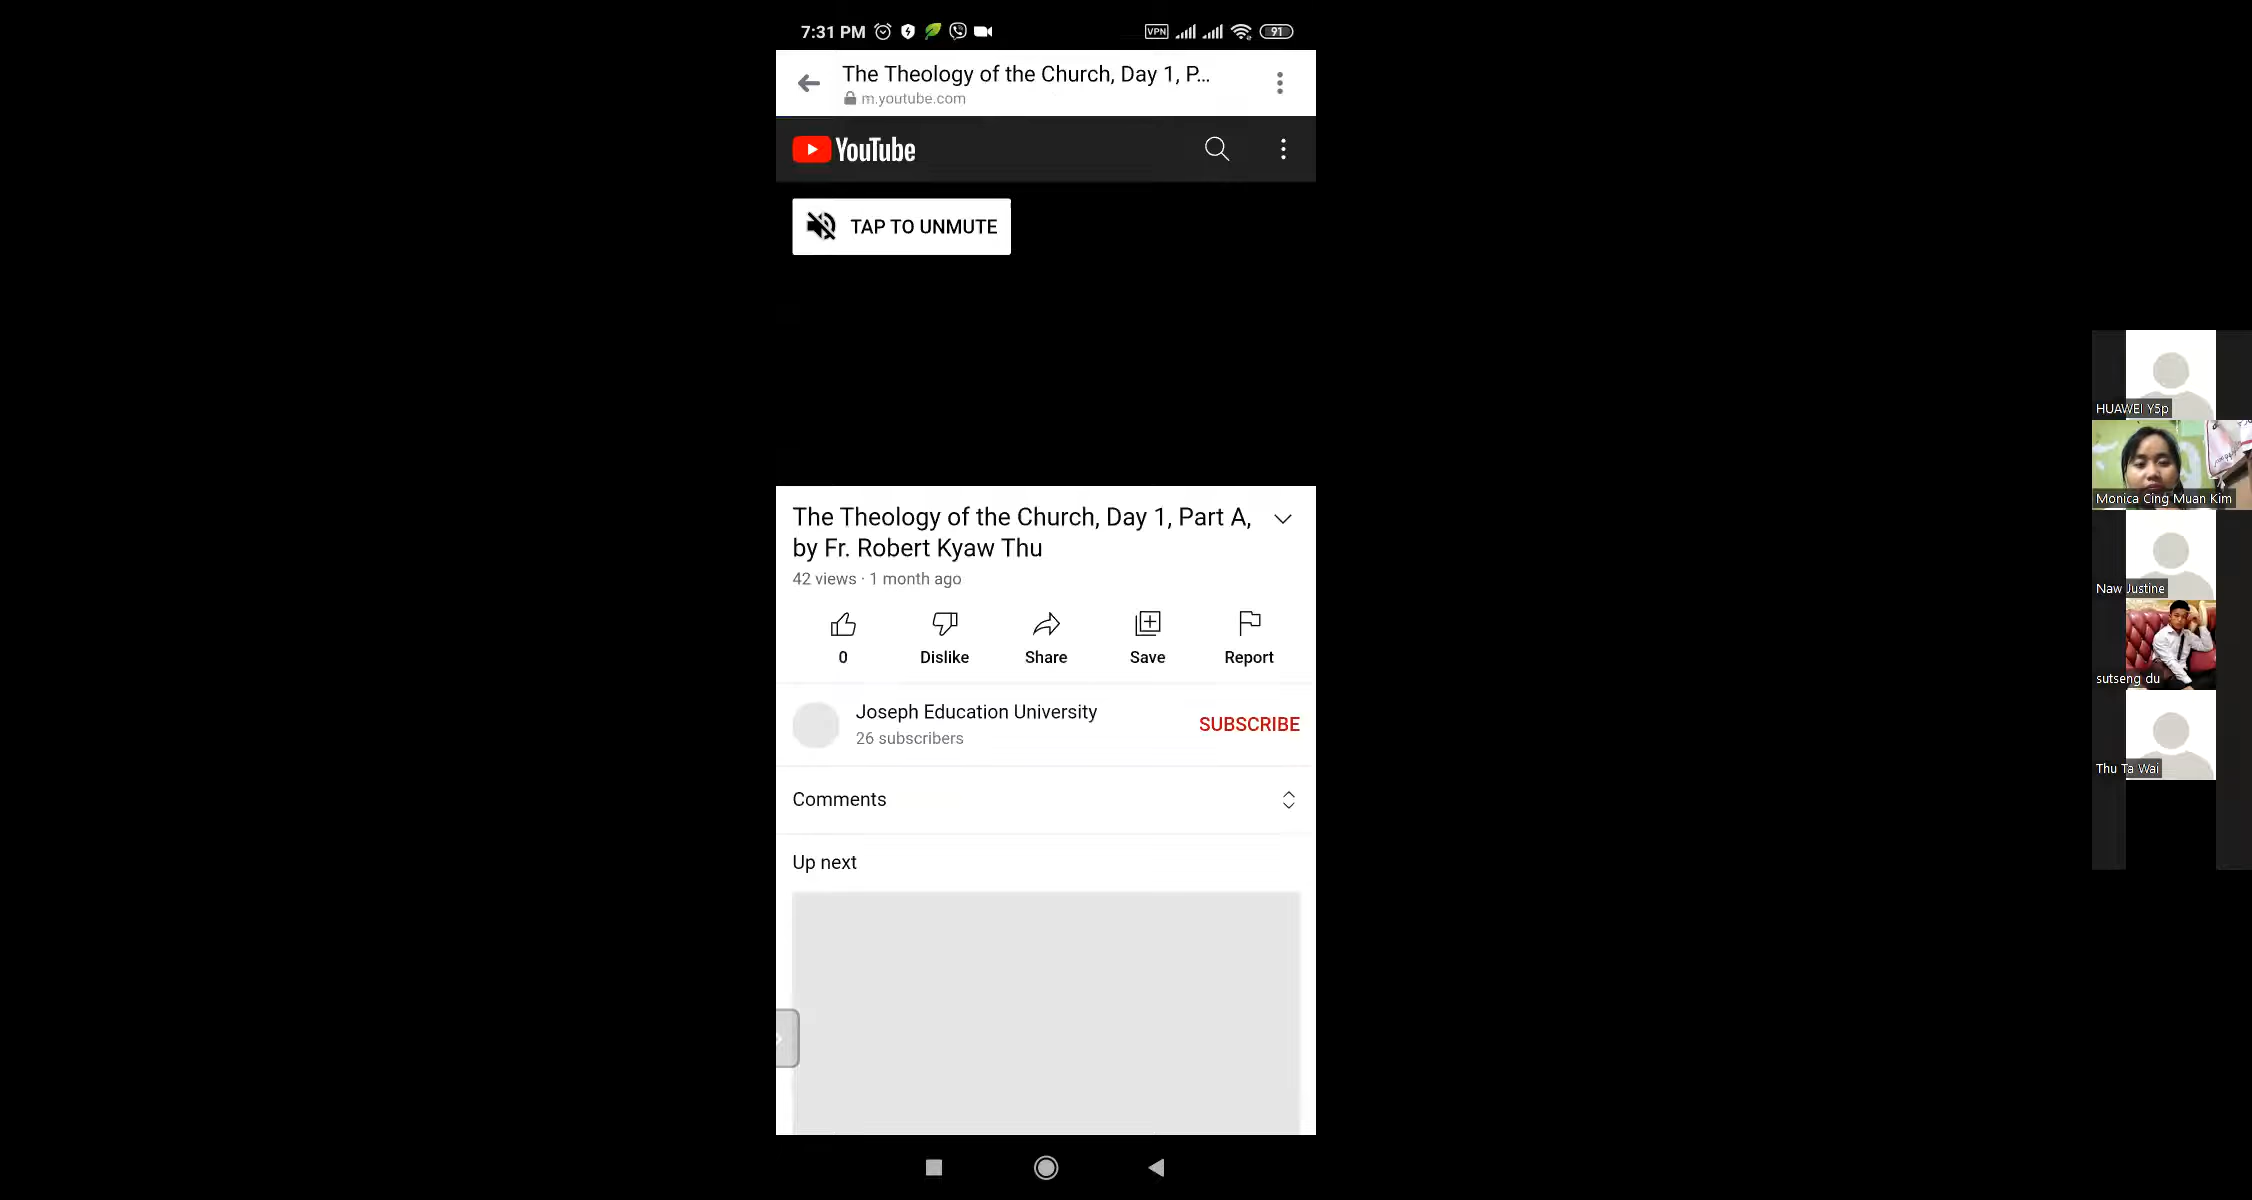 7:31 PM
VPN
91
The Theology of the Church, Day 1, P...
m.youtube.com
YouTube
TAP TO UNMUTE
The Theology of the Church, Day 1, Part A,
by Fr. Robert Kyaw Thu
42 views · 1 month ago
0
Dislike
Share
Save
Report
Joseph Education University
26 subscribers
SUBSCRIBE
Comments
Up next
HUAWEI Y5p
Monica Cing Muan Kim
Naw Justine
sutseng du
Thu Ta Wai